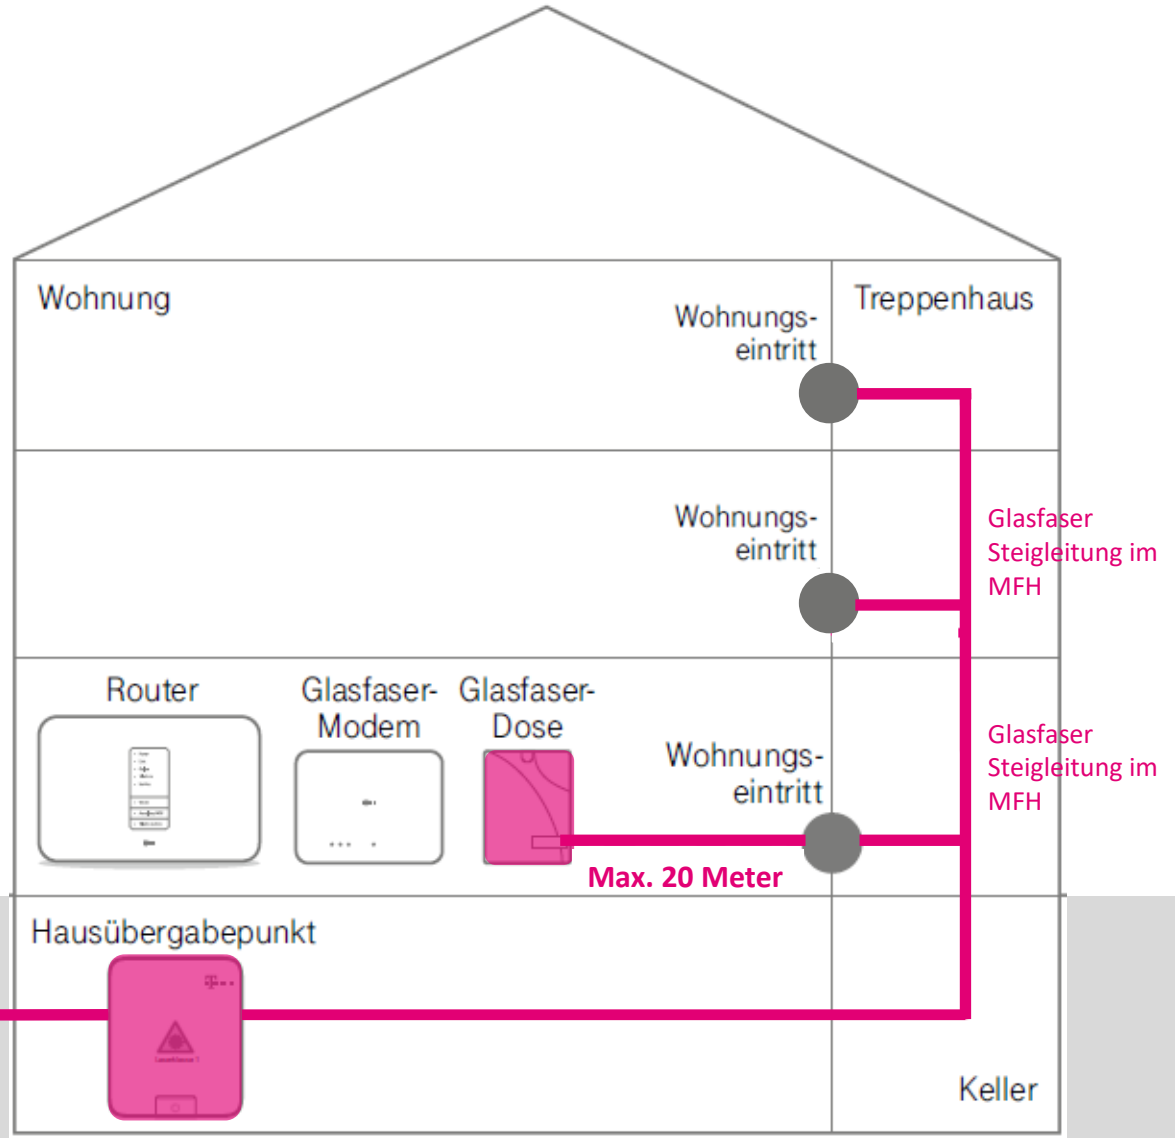 Wohnung
Wohnungs-
eintritt
Treppenhaus
Wohnungs-
eintritt
Glasfaser
Steigleitung im
MFH
Router
Glasfaser-
Modem
Glasfaser-
Dose
Wohnungs-
eintritt
Glasfaser
Steigleitung im
MFH
Max. 20 Meter
Hausübergabepunkt
Keller